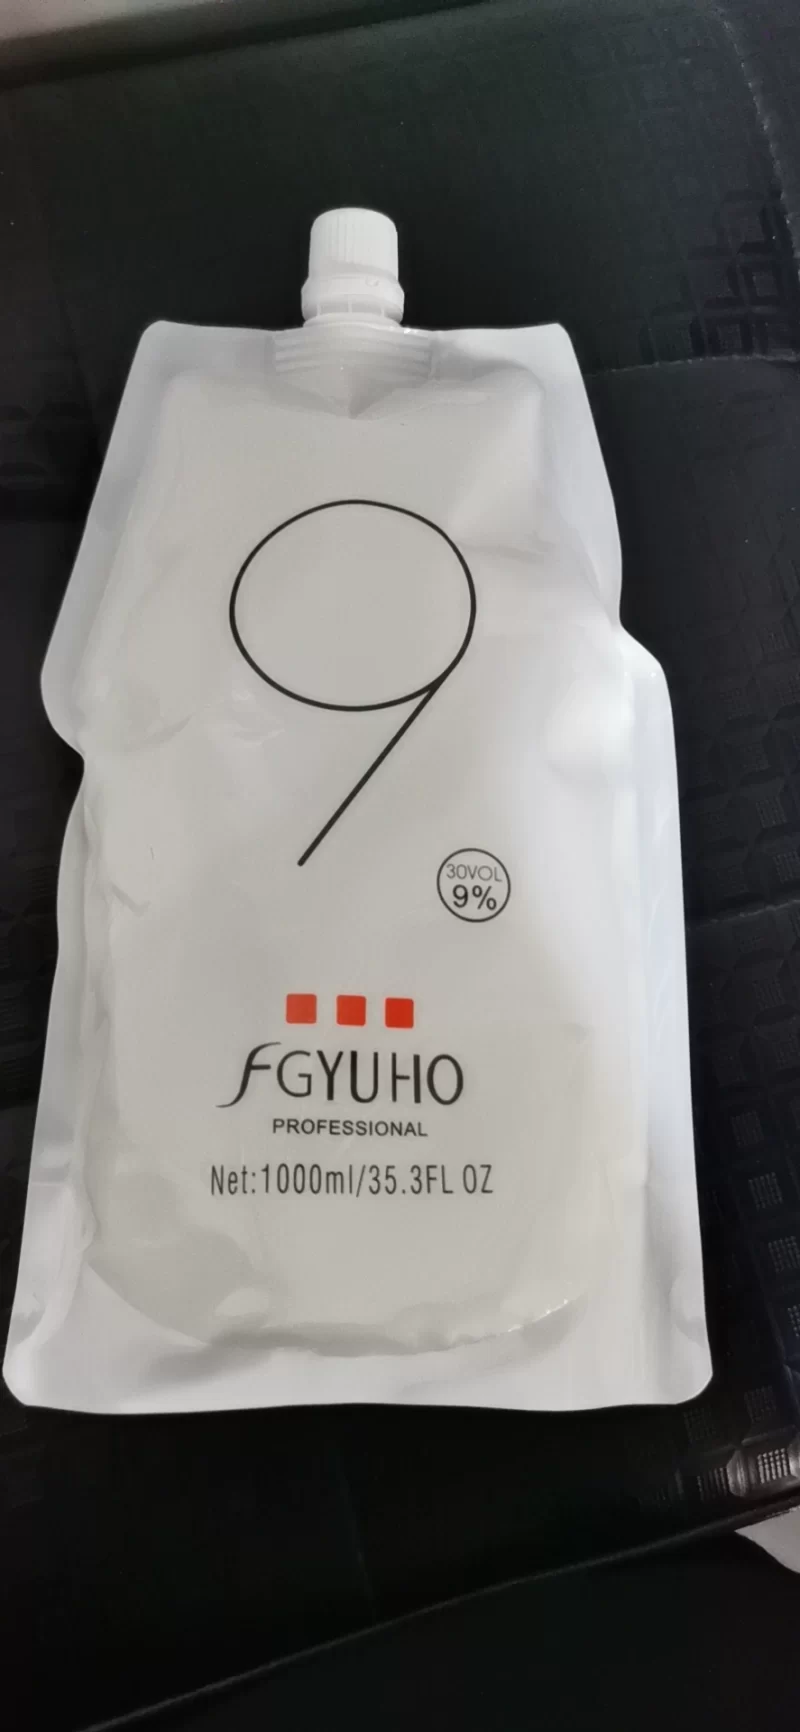 9
30VOL
9%
FGYUHO
PROFESSIONAL
Net:1000ml/35.3FL OZ